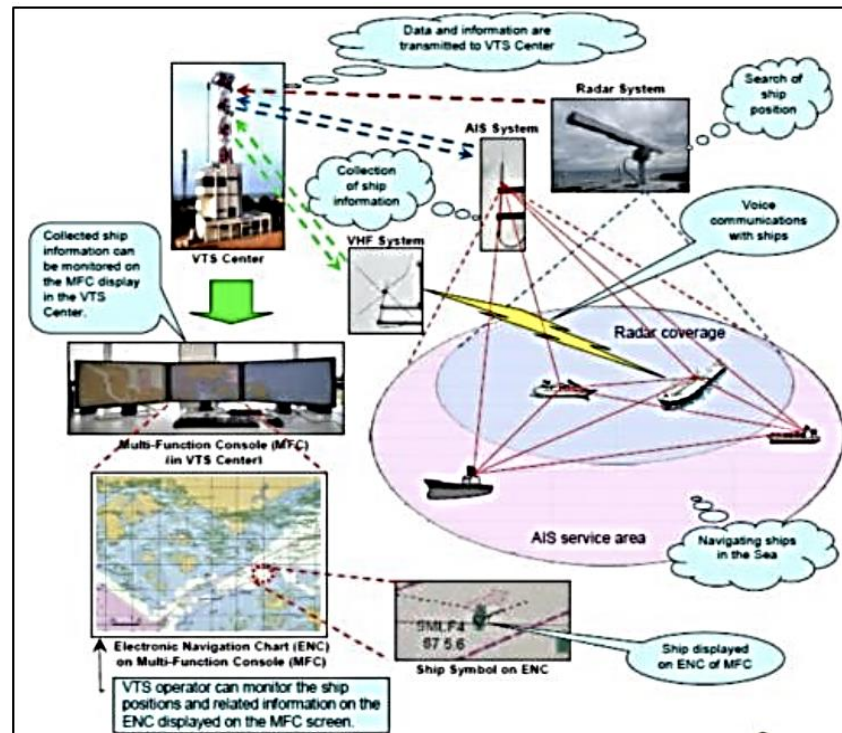 Data and information are
transmitted to VTS Center
Radar System
Search of
ship
position
AIS System
Collection
of ship
information
Voice
communications
with ships
VHF System
VTS Center
Collected ship
information can
be monitored on
the MFC display
in the VTS
Center.
Radar coverage
Multi-Function Console (MFC)
(in VTS Center)
AIS service area
Navigating ships
in the Sea
SMLF4
67 5.6
Electronic Navigation Chart (ENC)
on Multi-Function Console (MFC)
Ship Symbol on ENC
Ship displayed
on ENC of MFC
VTS operator can monitor the ship
positions and related information on the
ENC displayed on the MFC screen.